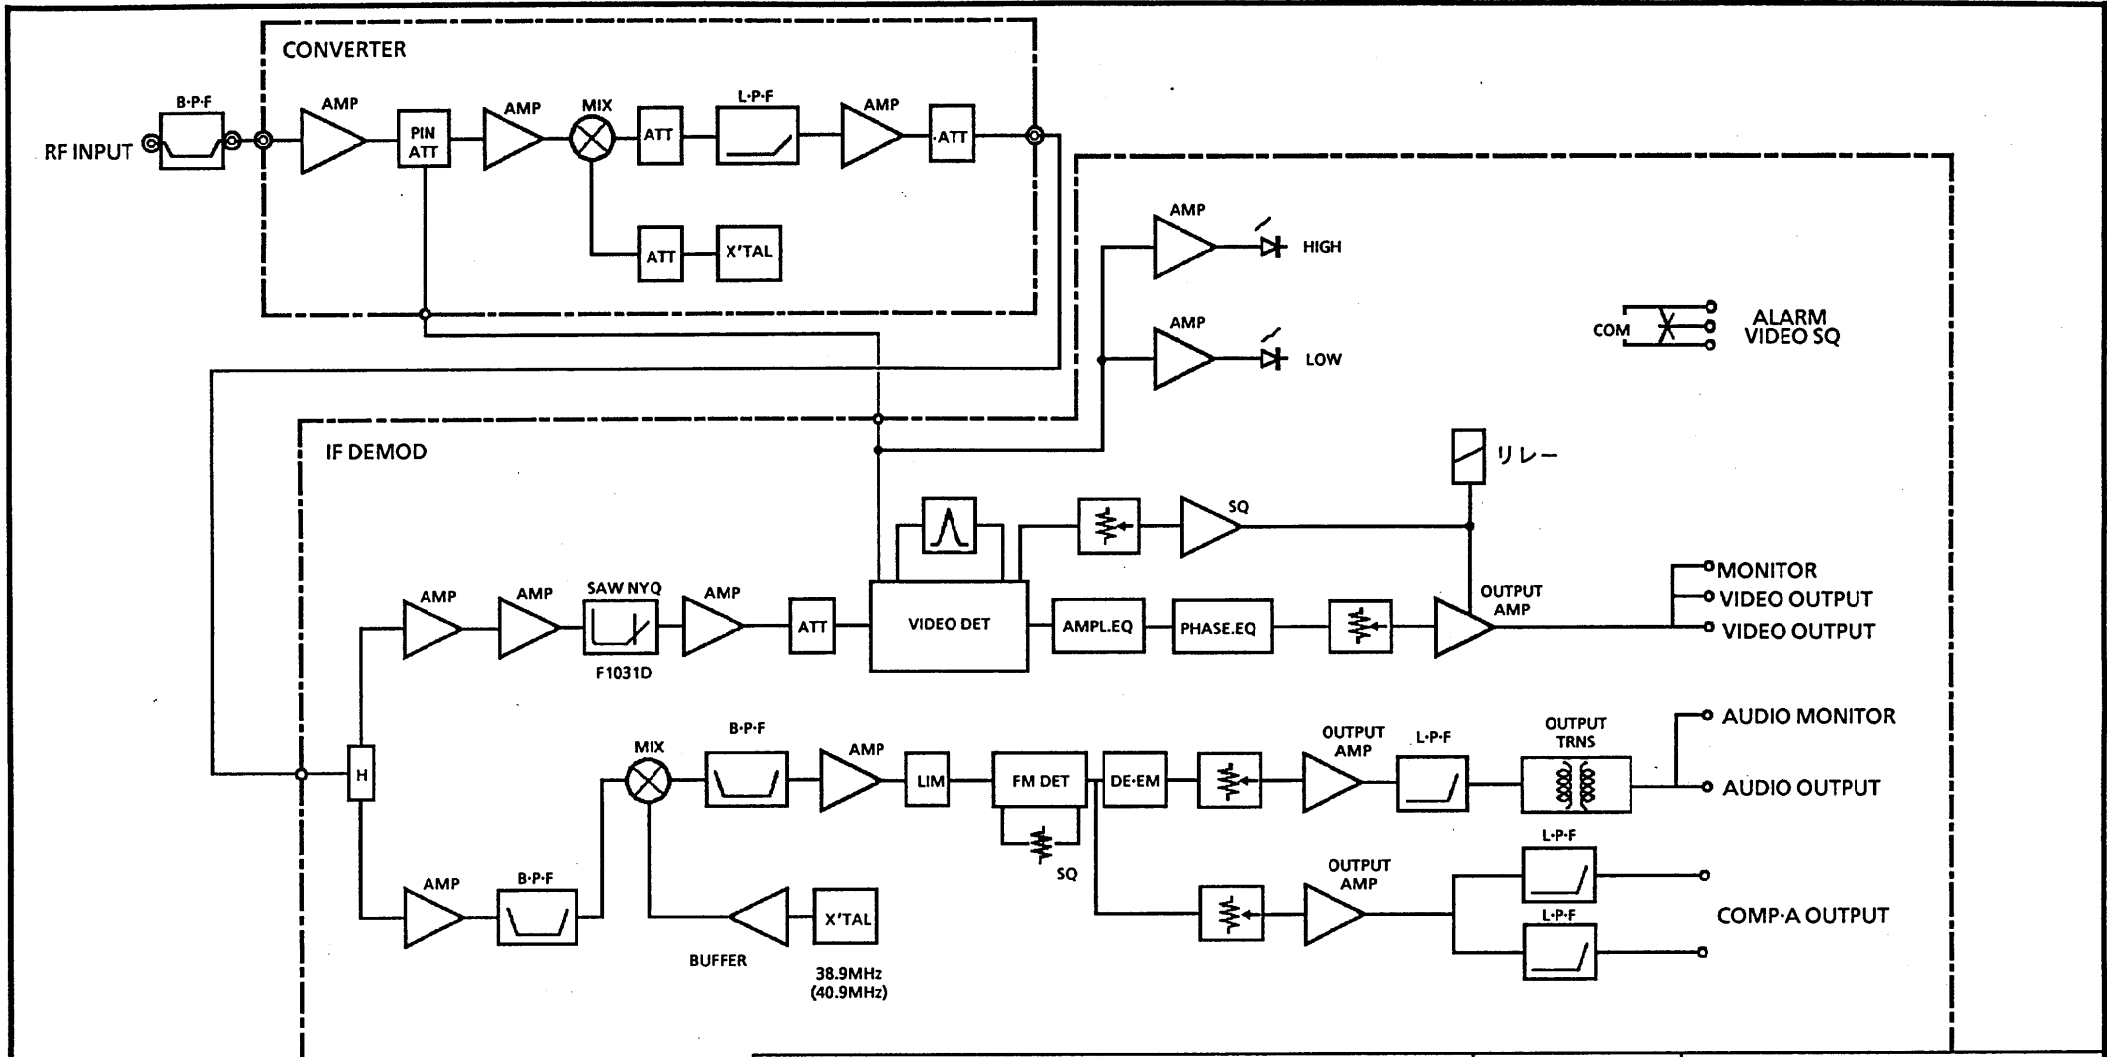 CONVERTER
RF INPUT
B·P·F
AMP
PIN
ATT
AMP
MIX
ATT
L·P·F
AMP
ATT
ATT
X'TAL
AMP
HIGH
AMP
LOW
COM
ALARM
VIDEO SQ
IF DEMOD
リレー
SQ
AMP
AMP
SAW NYQ
F1031D
AMP
ATT
VIDEO DET
AMPL.EQ
PHASE.EQ
OUTPUT
AMP
MONITOR
VIDEO OUTPUT
VIDEO OUTPUT
H
MIX
B·P·F
AMP
LIM
FM DET
SQ
DE·EM
OUTPUT
AMP
L·P·F
OUTPUT
TRNS
AUDIO MONITOR
AUDIO OUTPUT
AMP
B·P·F
BUFFER
X'TAL
38.9MHz
(40.9MHz)
OUTPUT
AMP
L·P·F
L·P·F
COMP·A OUTPUT